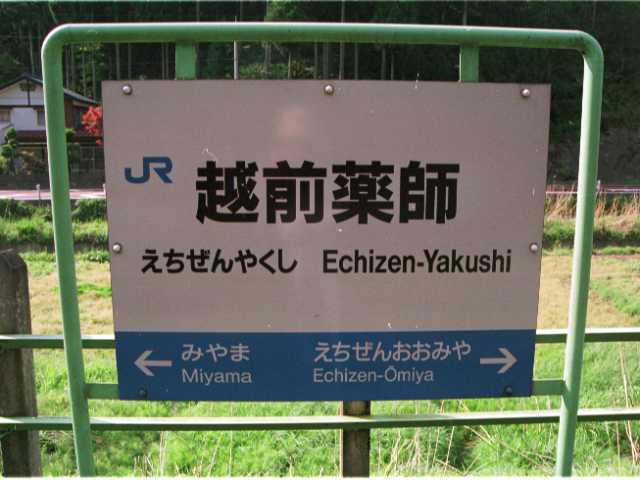 JR 越前薬師
えちぜんやくし Echizen-Yakushi
← みやま えちぜんおおみや →
Miyama Echizen-Ōmiya